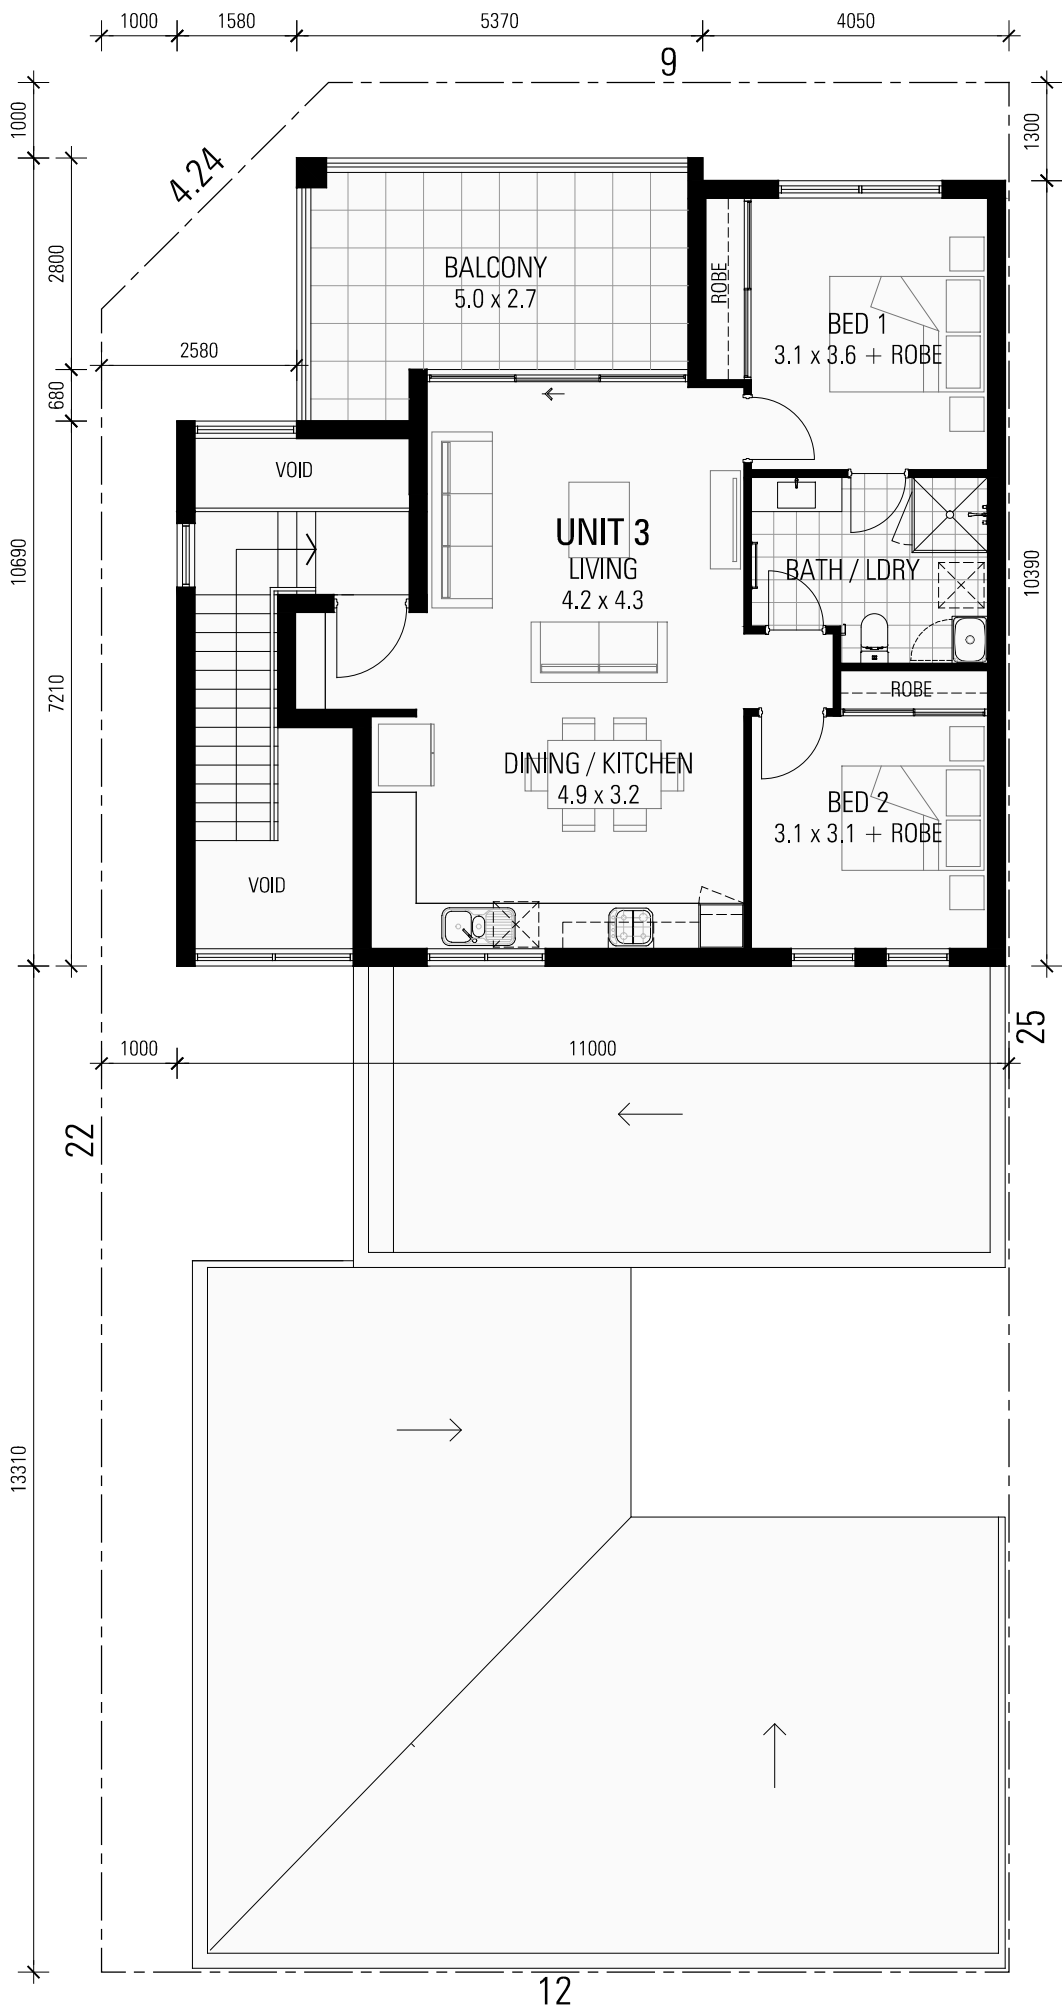 1000
1580
5370
4050
9
1000
1300
4.24
2800
BALCONY
5.0 x 2.7
ROBE
BED 1
3.1 x 3.6 + ROBE
2580
680
VOID
UNIT 3
LIVING
4.2 x 4.3
BATH / LDRY
10690
10390
7210
ROBE
DINING / KITCHEN
4.9 x 3.2
BED 2
3.1 x 3.1 + ROBE
VOID
25
1000
11000
22
13310
12